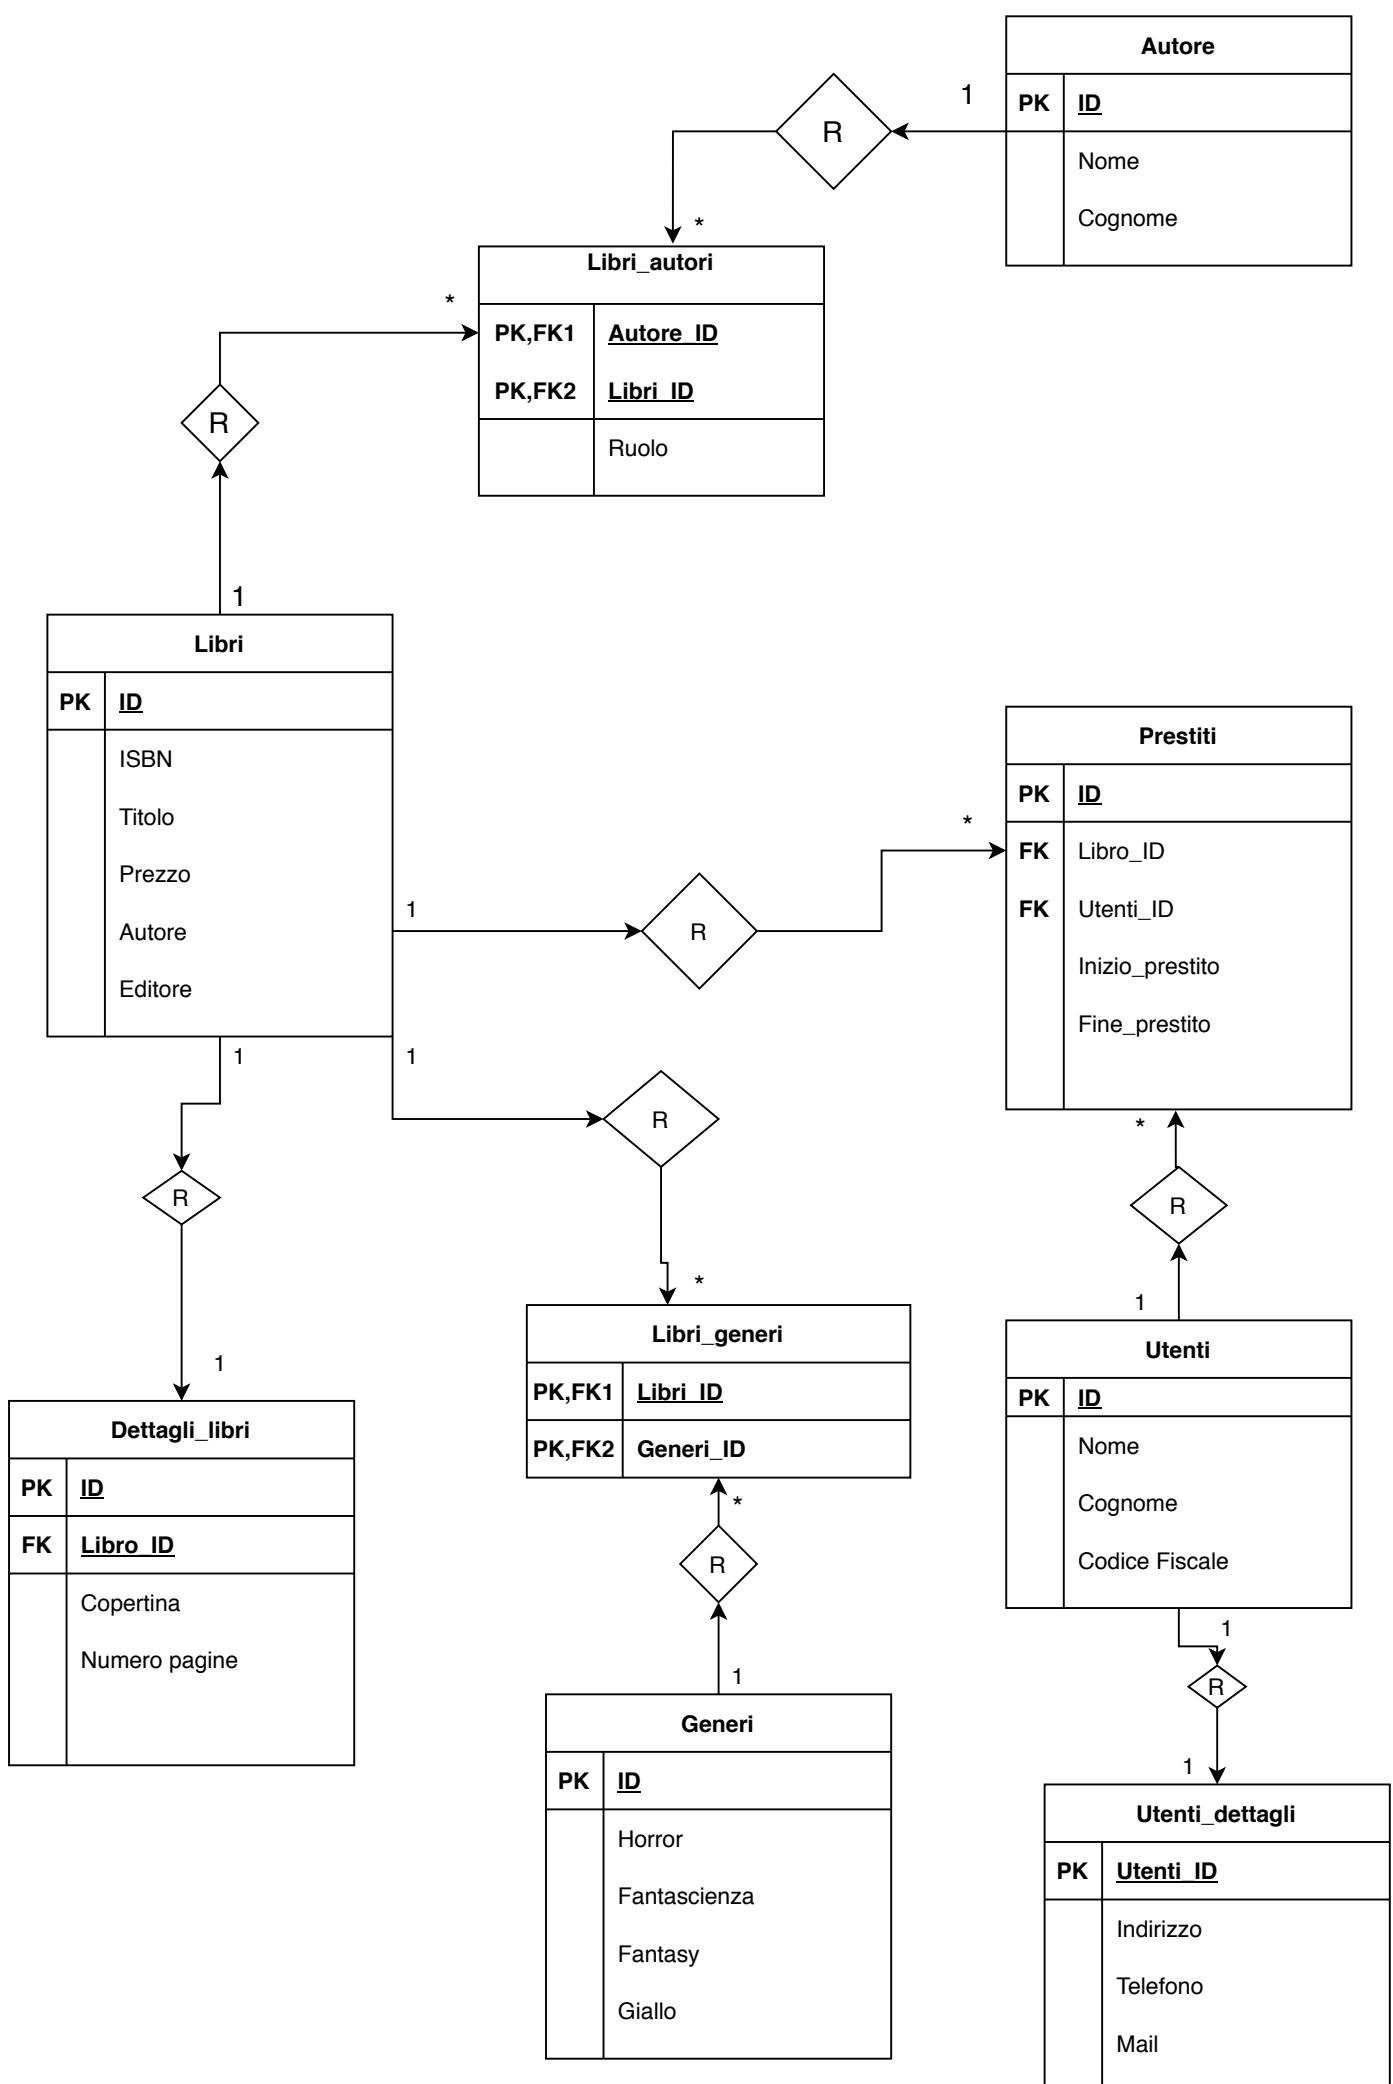 Autore
PK ID
Nome
Cognome
1
R
*
Libri_autori
PK,FK1 Autore_ID
PK,FK2 Libri_ID
Ruolo
*
R
1
Libri
PK ID
ISBN
Titolo
Prezzo
Autore
Editore
1
R
*
Prestiti
PK ID
FK Libro_ID
FK Utenti_ID
Inizio_prestito
Fine_prestito
1
R
1
Dettagli_libri
PK ID
FK Libro_ID
Copertina
Numero pagine
1
R
*
Libri_generi
PK,FK1 Libri_ID
PK,FK2 Generi_ID
*
R
1
Generi
PK ID
Horror
Fantascienza
Fantasy
Giallo
*
R
1
Utenti
PK ID
Nome
Cognome
Codice Fiscale
1
R
1
Utenti_dettagli
PK Utenti_ID
Indirizzo
Telefono
Mail